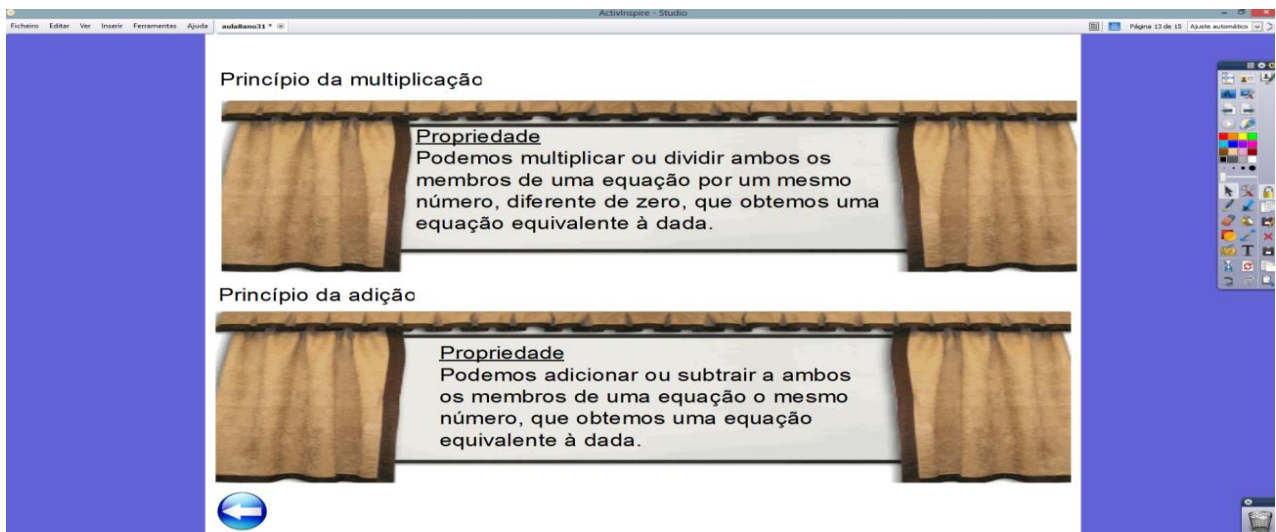 ActivInspire - Studio
Ficheiro Editar Ver Inserir Ferramentas Ajuda aula8ano31 * Página 13 de 15 Ajuste automático
Princípio da multiplicação
Propriedade
Podemos multiplicar ou dividir ambos os
membros de uma equação por um mesmo
número, diferente de zero, que obtemos uma
equação equivalente à dada.
Princípio da adição
Propriedade
Podemos adicionar ou subtrair a ambos
os membros de uma equação o mesmo
número, que obtemos uma equação
equivalente à dada.